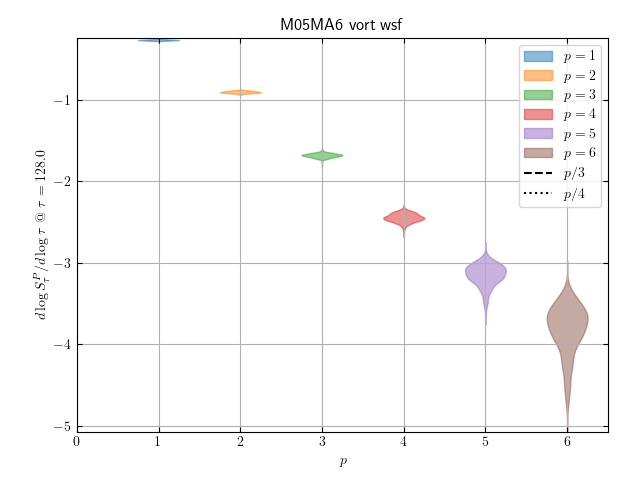 M05MA6 vort wsf
d log S_τ^P / d log τ @ τ = 128.0
−1
−2
−3
−4
−5
p = 1
p = 2
p = 3
p = 4
p = 5
p = 6
p/3
p/4
0 1 2 3 4 5 6
p